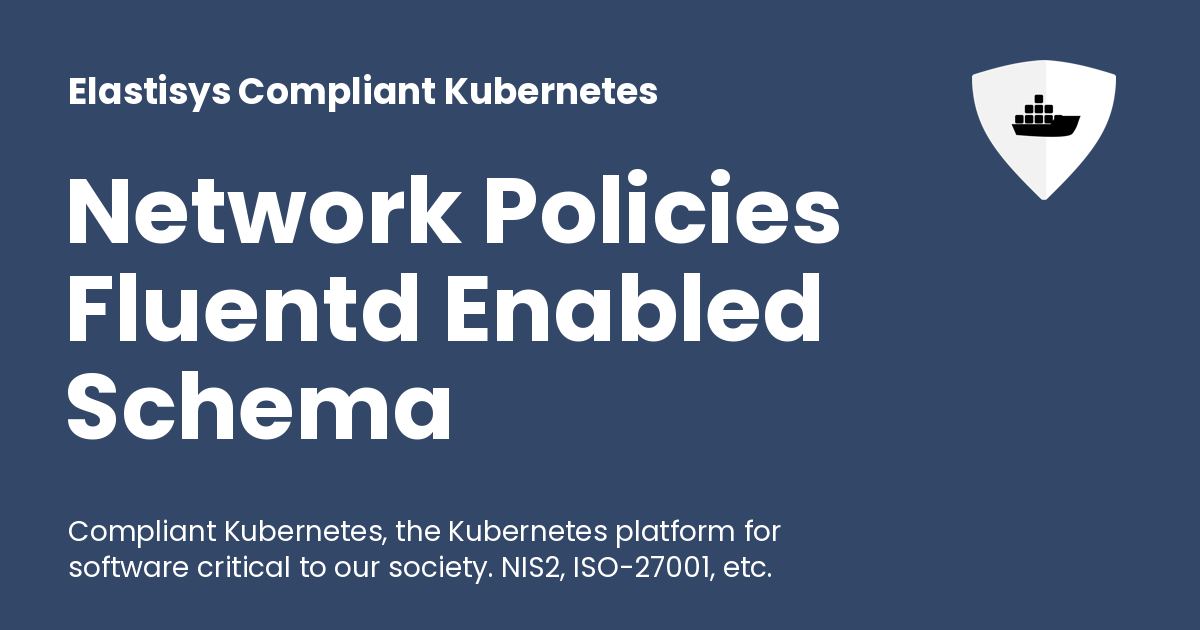 Elastisys Compliant Kubernetes
Network Policies
Fluentd Enabled
Schema
Compliant Kubernetes, the Kubernetes platform for
software critical to our society. NIS2, ISO-27001, etc.